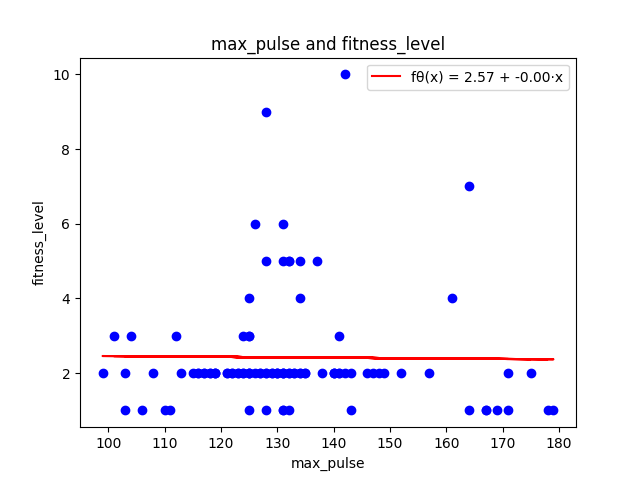 max_pulse and fitness_level
fθ(x) = 2.57 + -0.00·x
10
8
6
4
2
fitness_level
100 110 120 130 140 150 160 170 180
max_pulse